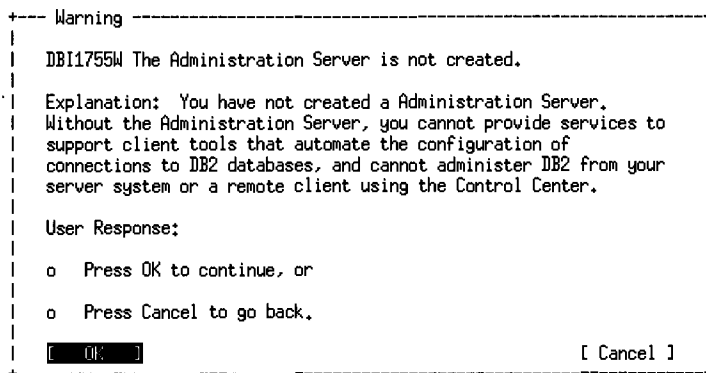 Warning
DBI1755W The Administration Server is not created.
Explanation: You have not created a Administration Server.
Without the Administration Server, you cannot provide services to
support client tools that automate the configuration of
connections to DB2 databases, and cannot administer DB2 from your
server system or a remote client using the Control Center.
User Response:
o Press OK to continue, or
o Press Cancel to go back.
[ OK ] [ Cancel ]